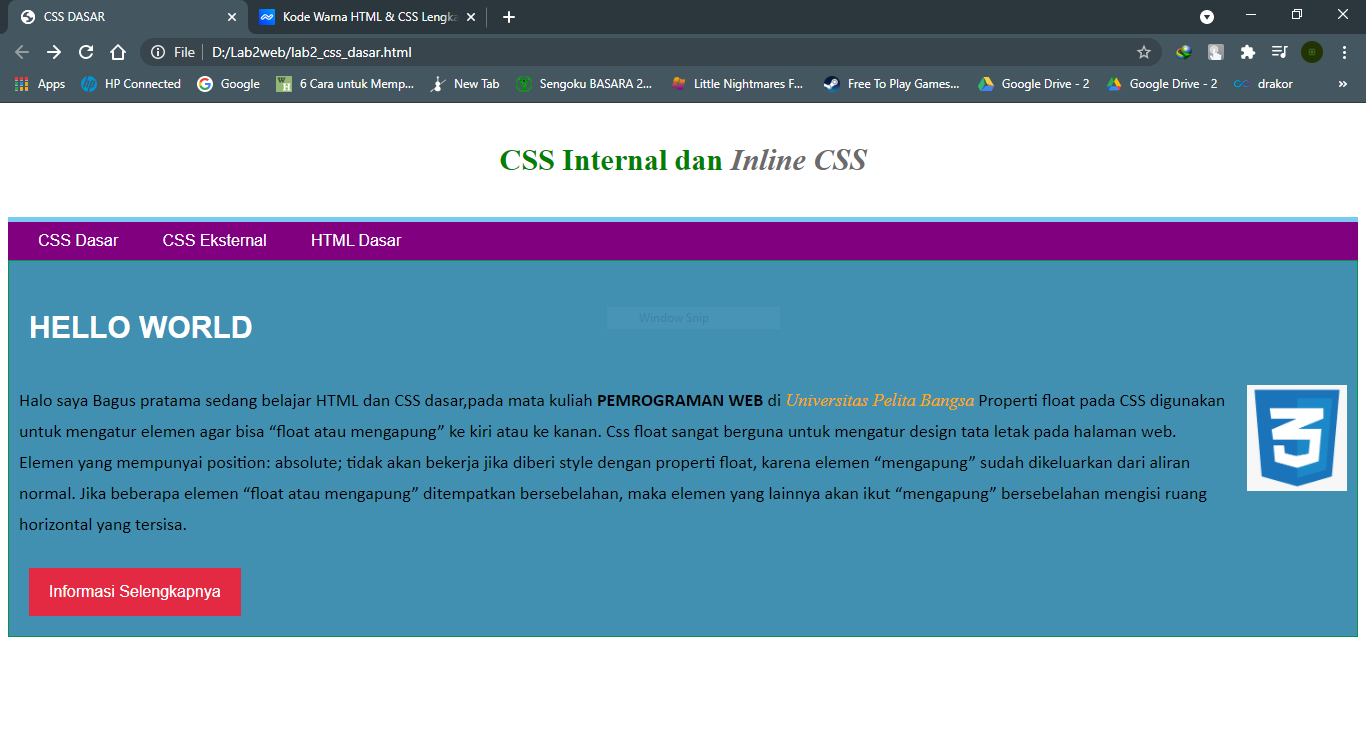 CSS DASAR
Kode Warna HTML & CSS Lengka
File
D:/Lab2web/lab2_css_dasar.html
Apps
HP Connected
Google
6 Cara untuk Memp...
New Tab
Sengoku BASARA 2...
Little Nightmares F...
Free To Play Games...
Google Drive - 2
Google Drive - 2
drakor
CSS Internal dan Inline CSS
CSS Dasar
CSS Eksternal
HTML Dasar
Window Snip
HELLO WORLD
Halo saya Bagus pratama sedang belajar HTML dan CSS dasar,pada mata kuliah PEMROGRAMAN WEB di Universitas Pelita Bangsa Properti float pada CSS digunakan
untuk mengatur elemen agar bisa “float atau mengapung” ke kiri atau ke kanan. Css float sangat berguna untuk mengatur design tata letak pada halaman web.
Elemen yang mempunyai position: absolute; tidak akan bekerja jika diberi style dengan properti float, karena elemen “mengapung” sudah dikeluarkan dari aliran
normal. Jika beberapa elemen “float atau mengapung” ditempatkan bersebelahan, maka elemen yang lainnya akan ikut “mengapung” bersebelahan mengisi ruang
horizontal yang tersisa.
3
Informasi Selengkapnya